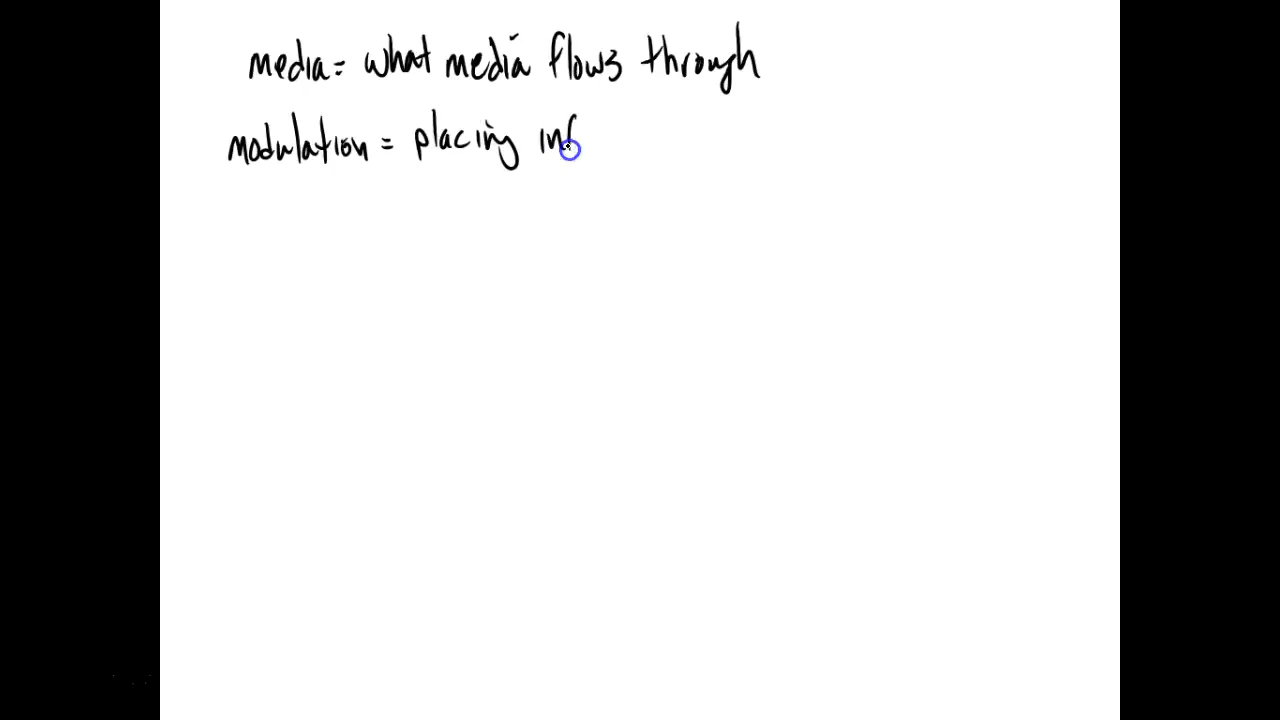 media= what media flows through
modulation = placing inf